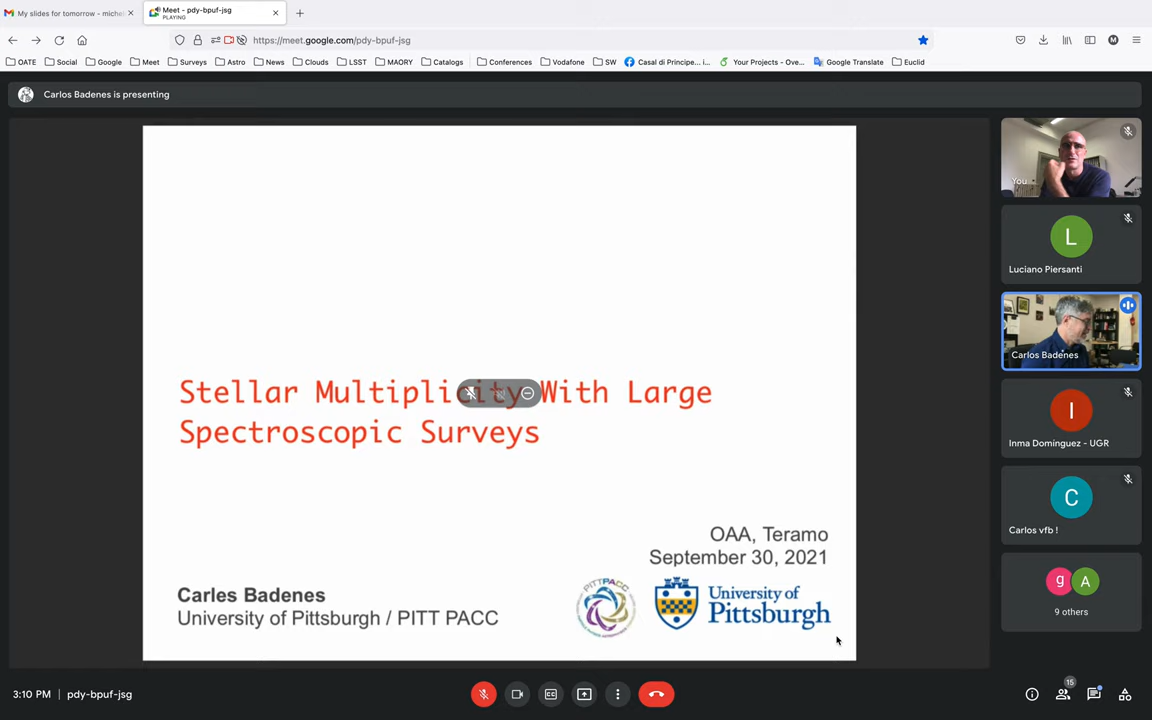 My slides for tomorrow - michel
Meet - pdy-bpuf-jsg
PLAYING
https://meet.google.com/pdy-bpuf-jsg
M
OATE Social Google Meet Surveys Astro News Clouds LSST MAORY Catalogs Conferences Vodafone SW Casal di Principe... i... Your Projects - Ove... Google Translate Euclid
Carlos Badenes is presenting
You
L
Luciano Piersanti
Carlos Badenes
I
Inma Dominguez - UGR
C
Carlos vfb !
g A
9 others
Stellar Multiplicity With Large
Spectroscopic Surveys
OAA, Teramo
September 30, 2021
Carles Badenes
University of Pittsburgh / PITT PACC
PITTPACC
University of
Pittsburgh
3:10 PM | pdy-bpuf-jsg
CC
15